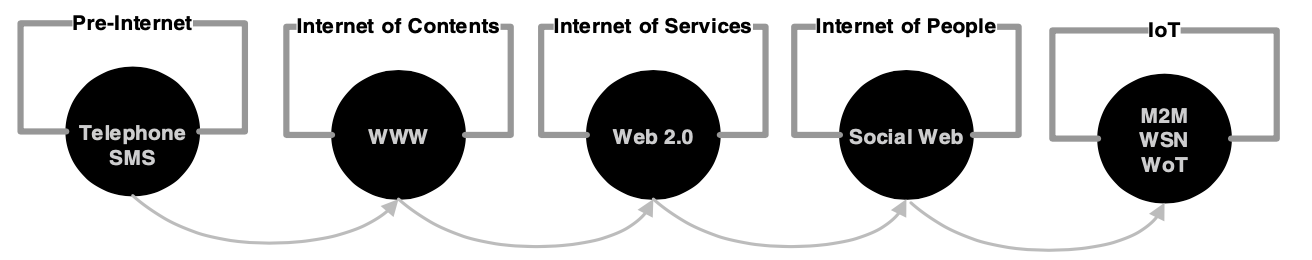 Pre-Internet
Telephone
SMS
Internet of Contents
WWW
Internet of Services
Web 2.0
Internet of People
Social Web
IoT
M2M
WSN
WoT